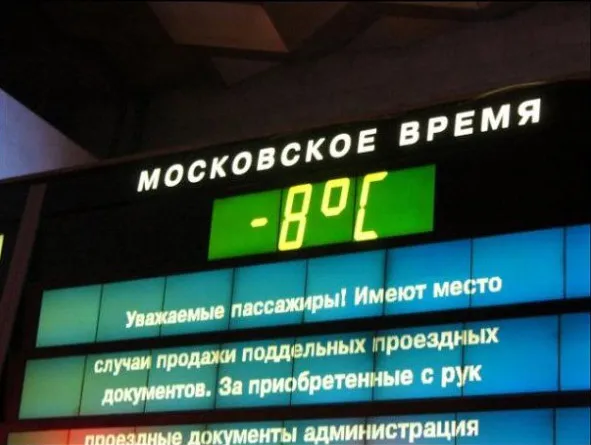 МОСКОВСКОЕ ВРЕМЯ
-8°C
Уважаемые пассажиры! Имеют место
случаи продажи поддельных проездных
документов. За приобретенные с рук
проездные документы администрация